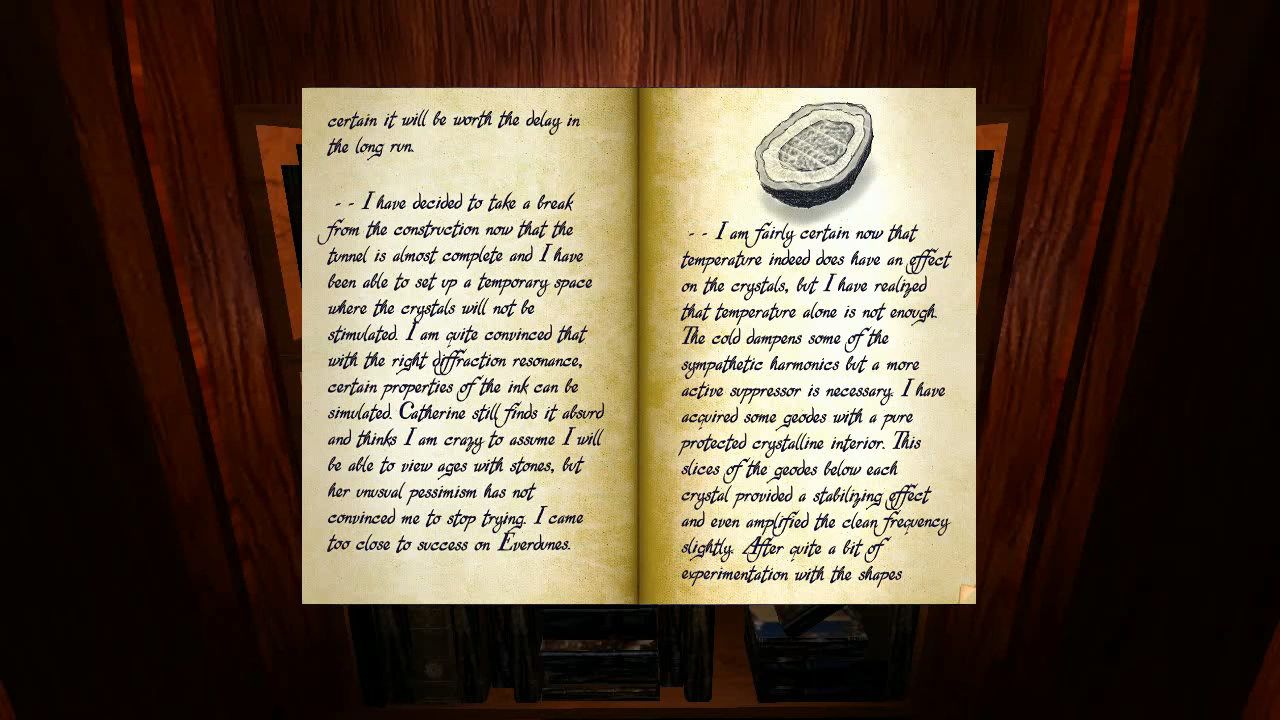 certain it will be worth the delay in
the long run.
- - I have decided to take a break
from the construction now that the
tunnel is almost complete and I have
been able to set up a temporary space
where the crystals will not be
stimulated. I am quite convinced that
with the right diffraction resonance,
certain properties of the ink can be
simulated. Catherine still finds it absurd
and thinks I am crazy to assume I will
be able to view ages with stones, but
her unusual pessimism has not
convinced me to stop trying. I came
too close to success on Everdunes.
- - I am fairly certain now that
temperature indeed does have an effect
on the crystals, but I have realized
that temperature alone is not enough.
The cold dampens some of the
sympathetic harmonics but a more
active suppressor is necessary. I have
acquired some geodes with a pure
protected crystalline interior. This
slices of the geodes below each
crystal provided a stabilizing effect
and even amplified the clean frequency
slightly. After quite a bit of
experimentation with the shapes